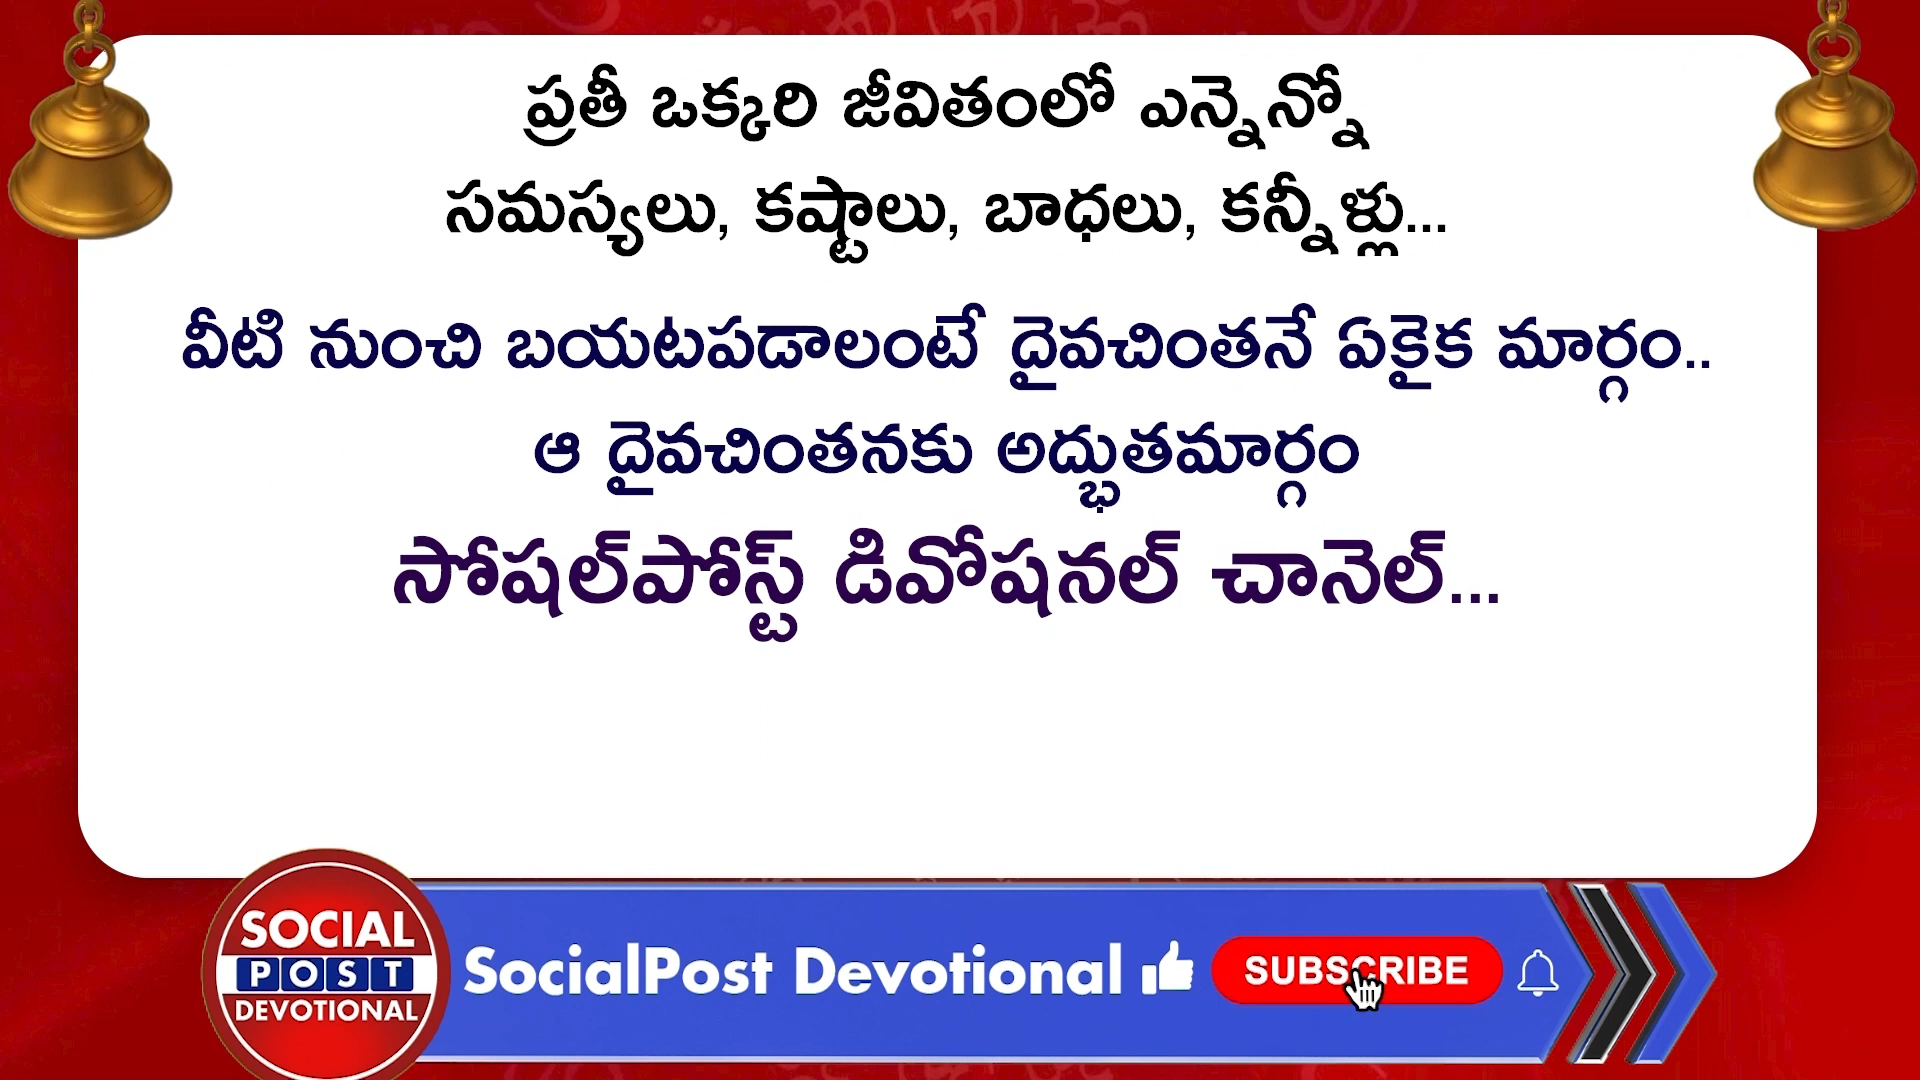 ప్రతీ ఒక్కరి జీవితంలో ఎన్నెన్నో
సమస్యలు, కష్టాలు, బాధలు, కన్నీళ్లు...
వీటి నుంచి బయటపడాలంటే దైవచింతనే ఏకైక మార్గం..
ఆ దైవచింతనకు అద్భుతమార్గం
సోషల్‌పోస్ట్ డివోషనల్ చానెల్...
SOCIAL
POST
DEVOTIONAL
SocialPost Devotional
SUBSCRIBE